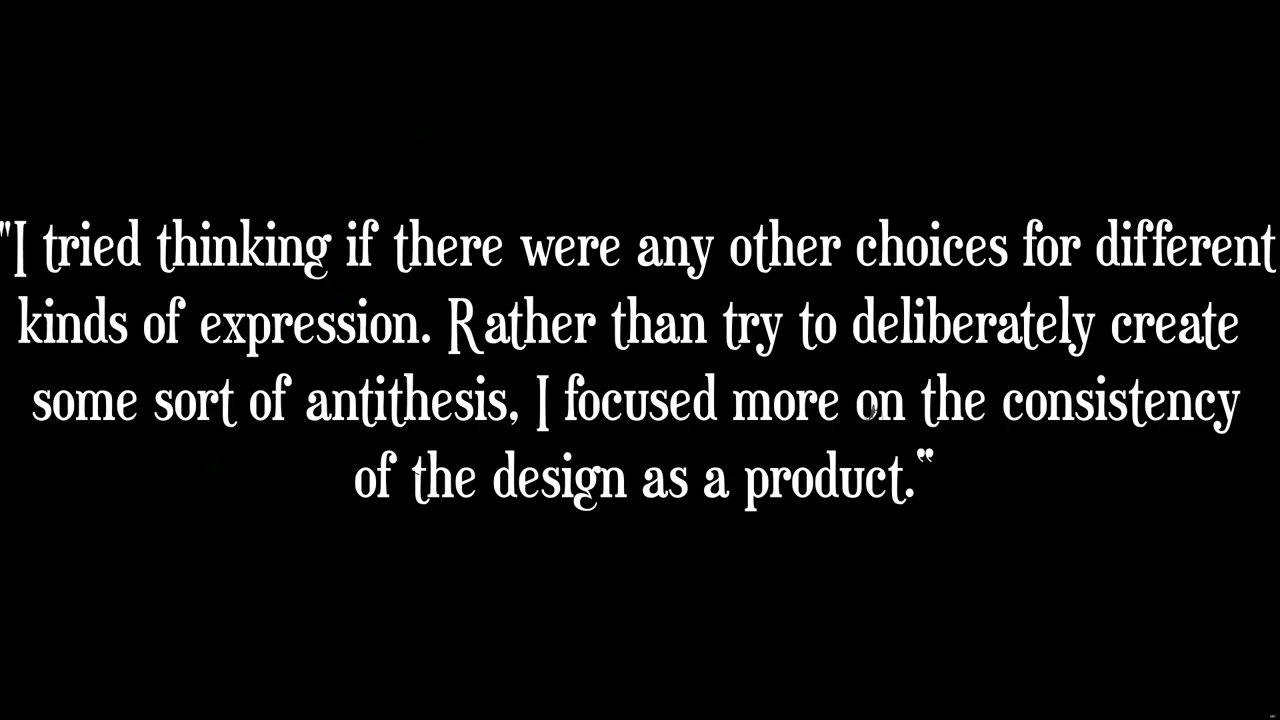 "I tried thinking if there were any other choices for different
kinds of expression. Rather than try to deliberately create
some sort of antithesis, I focused more on the consistency
of the design as a product."